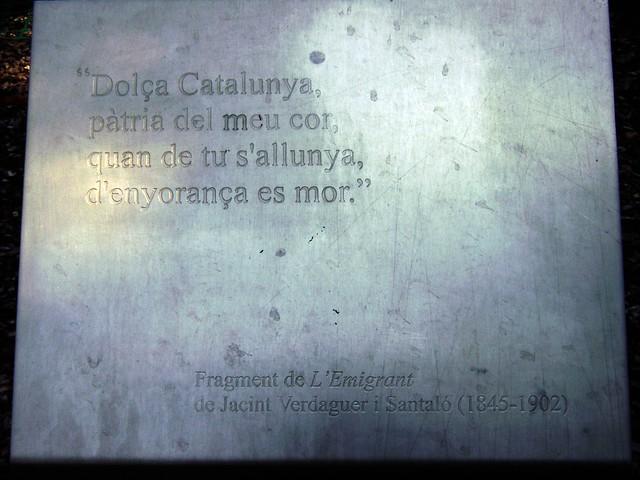 “Dolça Catalunya,
pàtria del meu cor,
quan de tu s'allunya,
d'enyorança es mor.”
Fragment de L’Emigrant
de Jacint Verdaguer i Santaló (1845-1902)